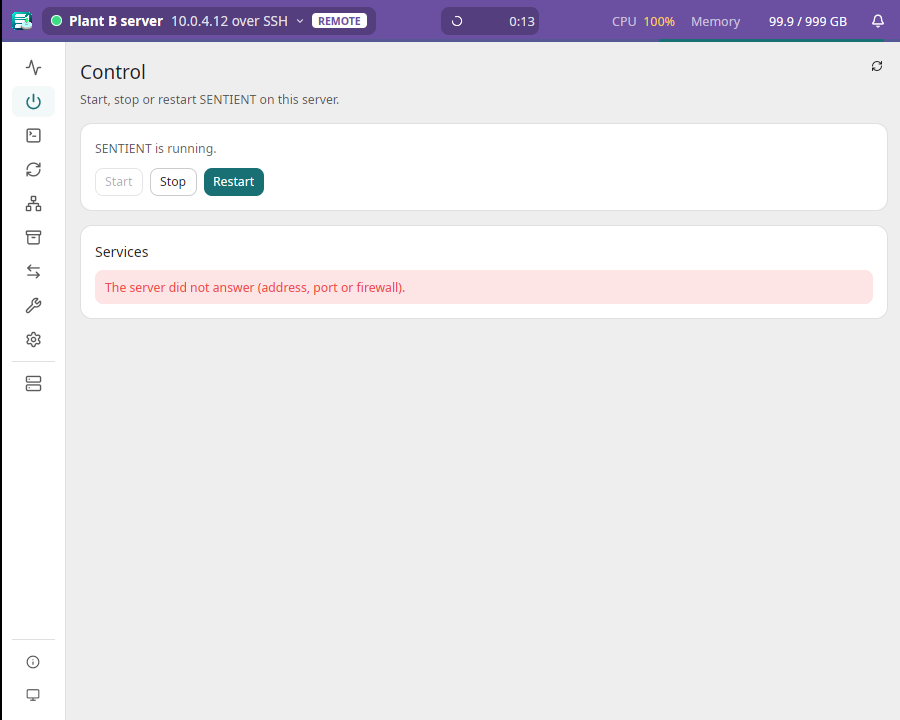 Plant B server 10.0.4.12 over SSH REMOTE 0:13 CPU 100% Memory 99.9 / 999 GB
Control
Start, stop or restart SENTIENT on this server.
SENTIENT is running.
Start Stop Restart
Services
The server did not answer (address, port or firewall).